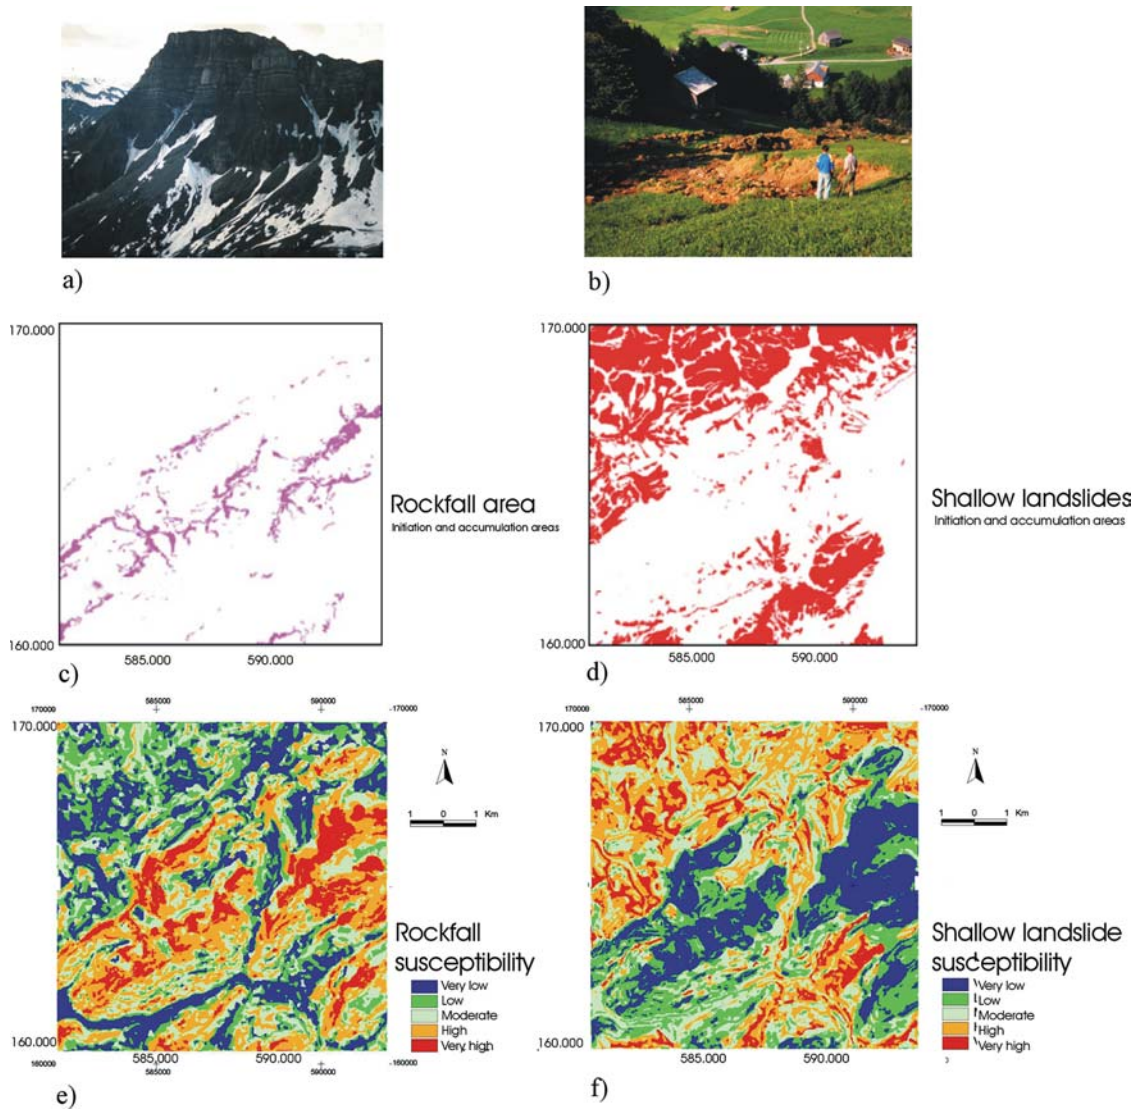 a)
b)
170.000
160.000
585.000 590.000
Rockfall area
Initiation and accumulation areas
c)
170.000
160.000
585.000 590.000
Shallow landslides
Initiation and accumulation areas
d)
585000 590000
170000 -170000
170.000
160.000
160000 -160000
585.000 590.000
585000 590000
N
1 0 1 Km
Rockfall
susceptibility
Very low
Low
Moderate
High
Very high
e)
585000 590000
170000 -170000
170.000
160.000
585.000 590.000
N
1 0 1 Km
Shallow landslide
susceptibility
Very low
Low
Moderate
High
Very high
f)